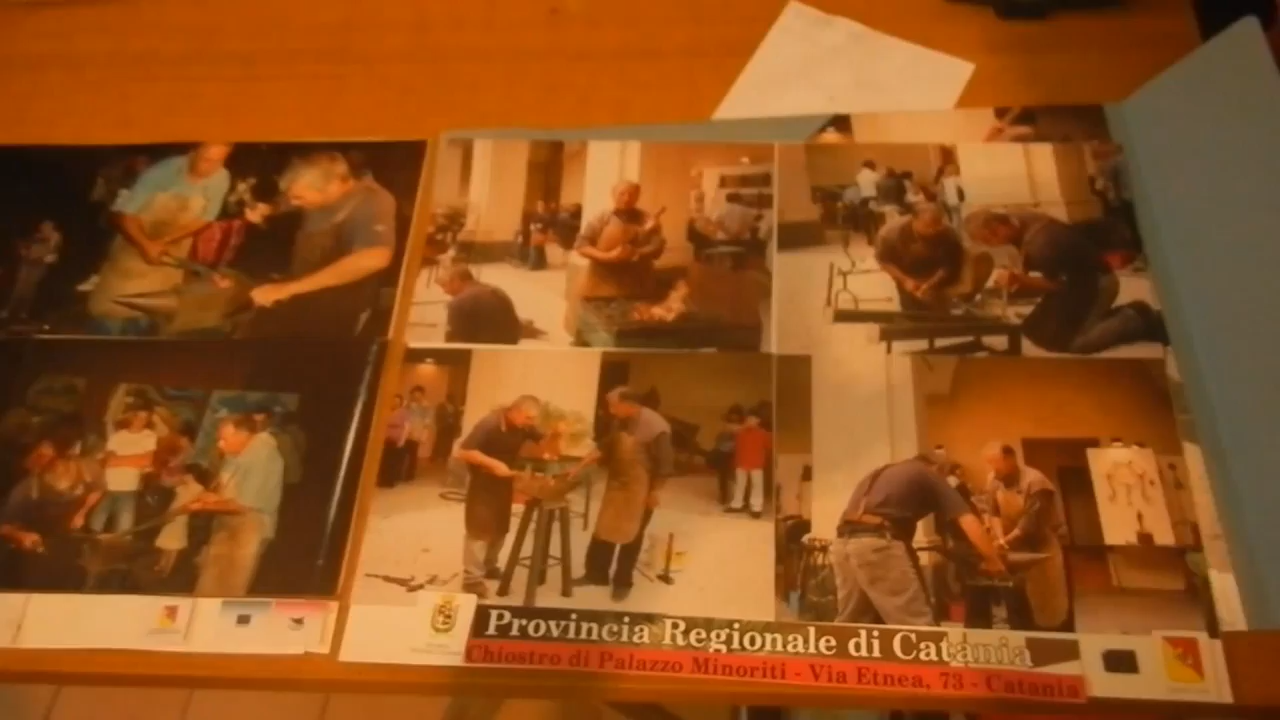 Provincia Regionale di Catania
Chiostro di Palazzo Minoriti - Via Etnea, 73 - Catania